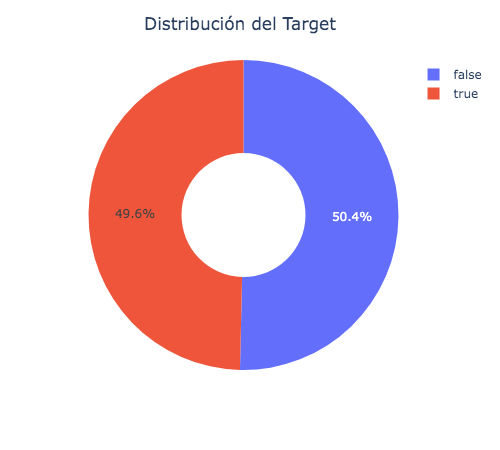 Distribución del Target
false
true
49.6%
50.4%